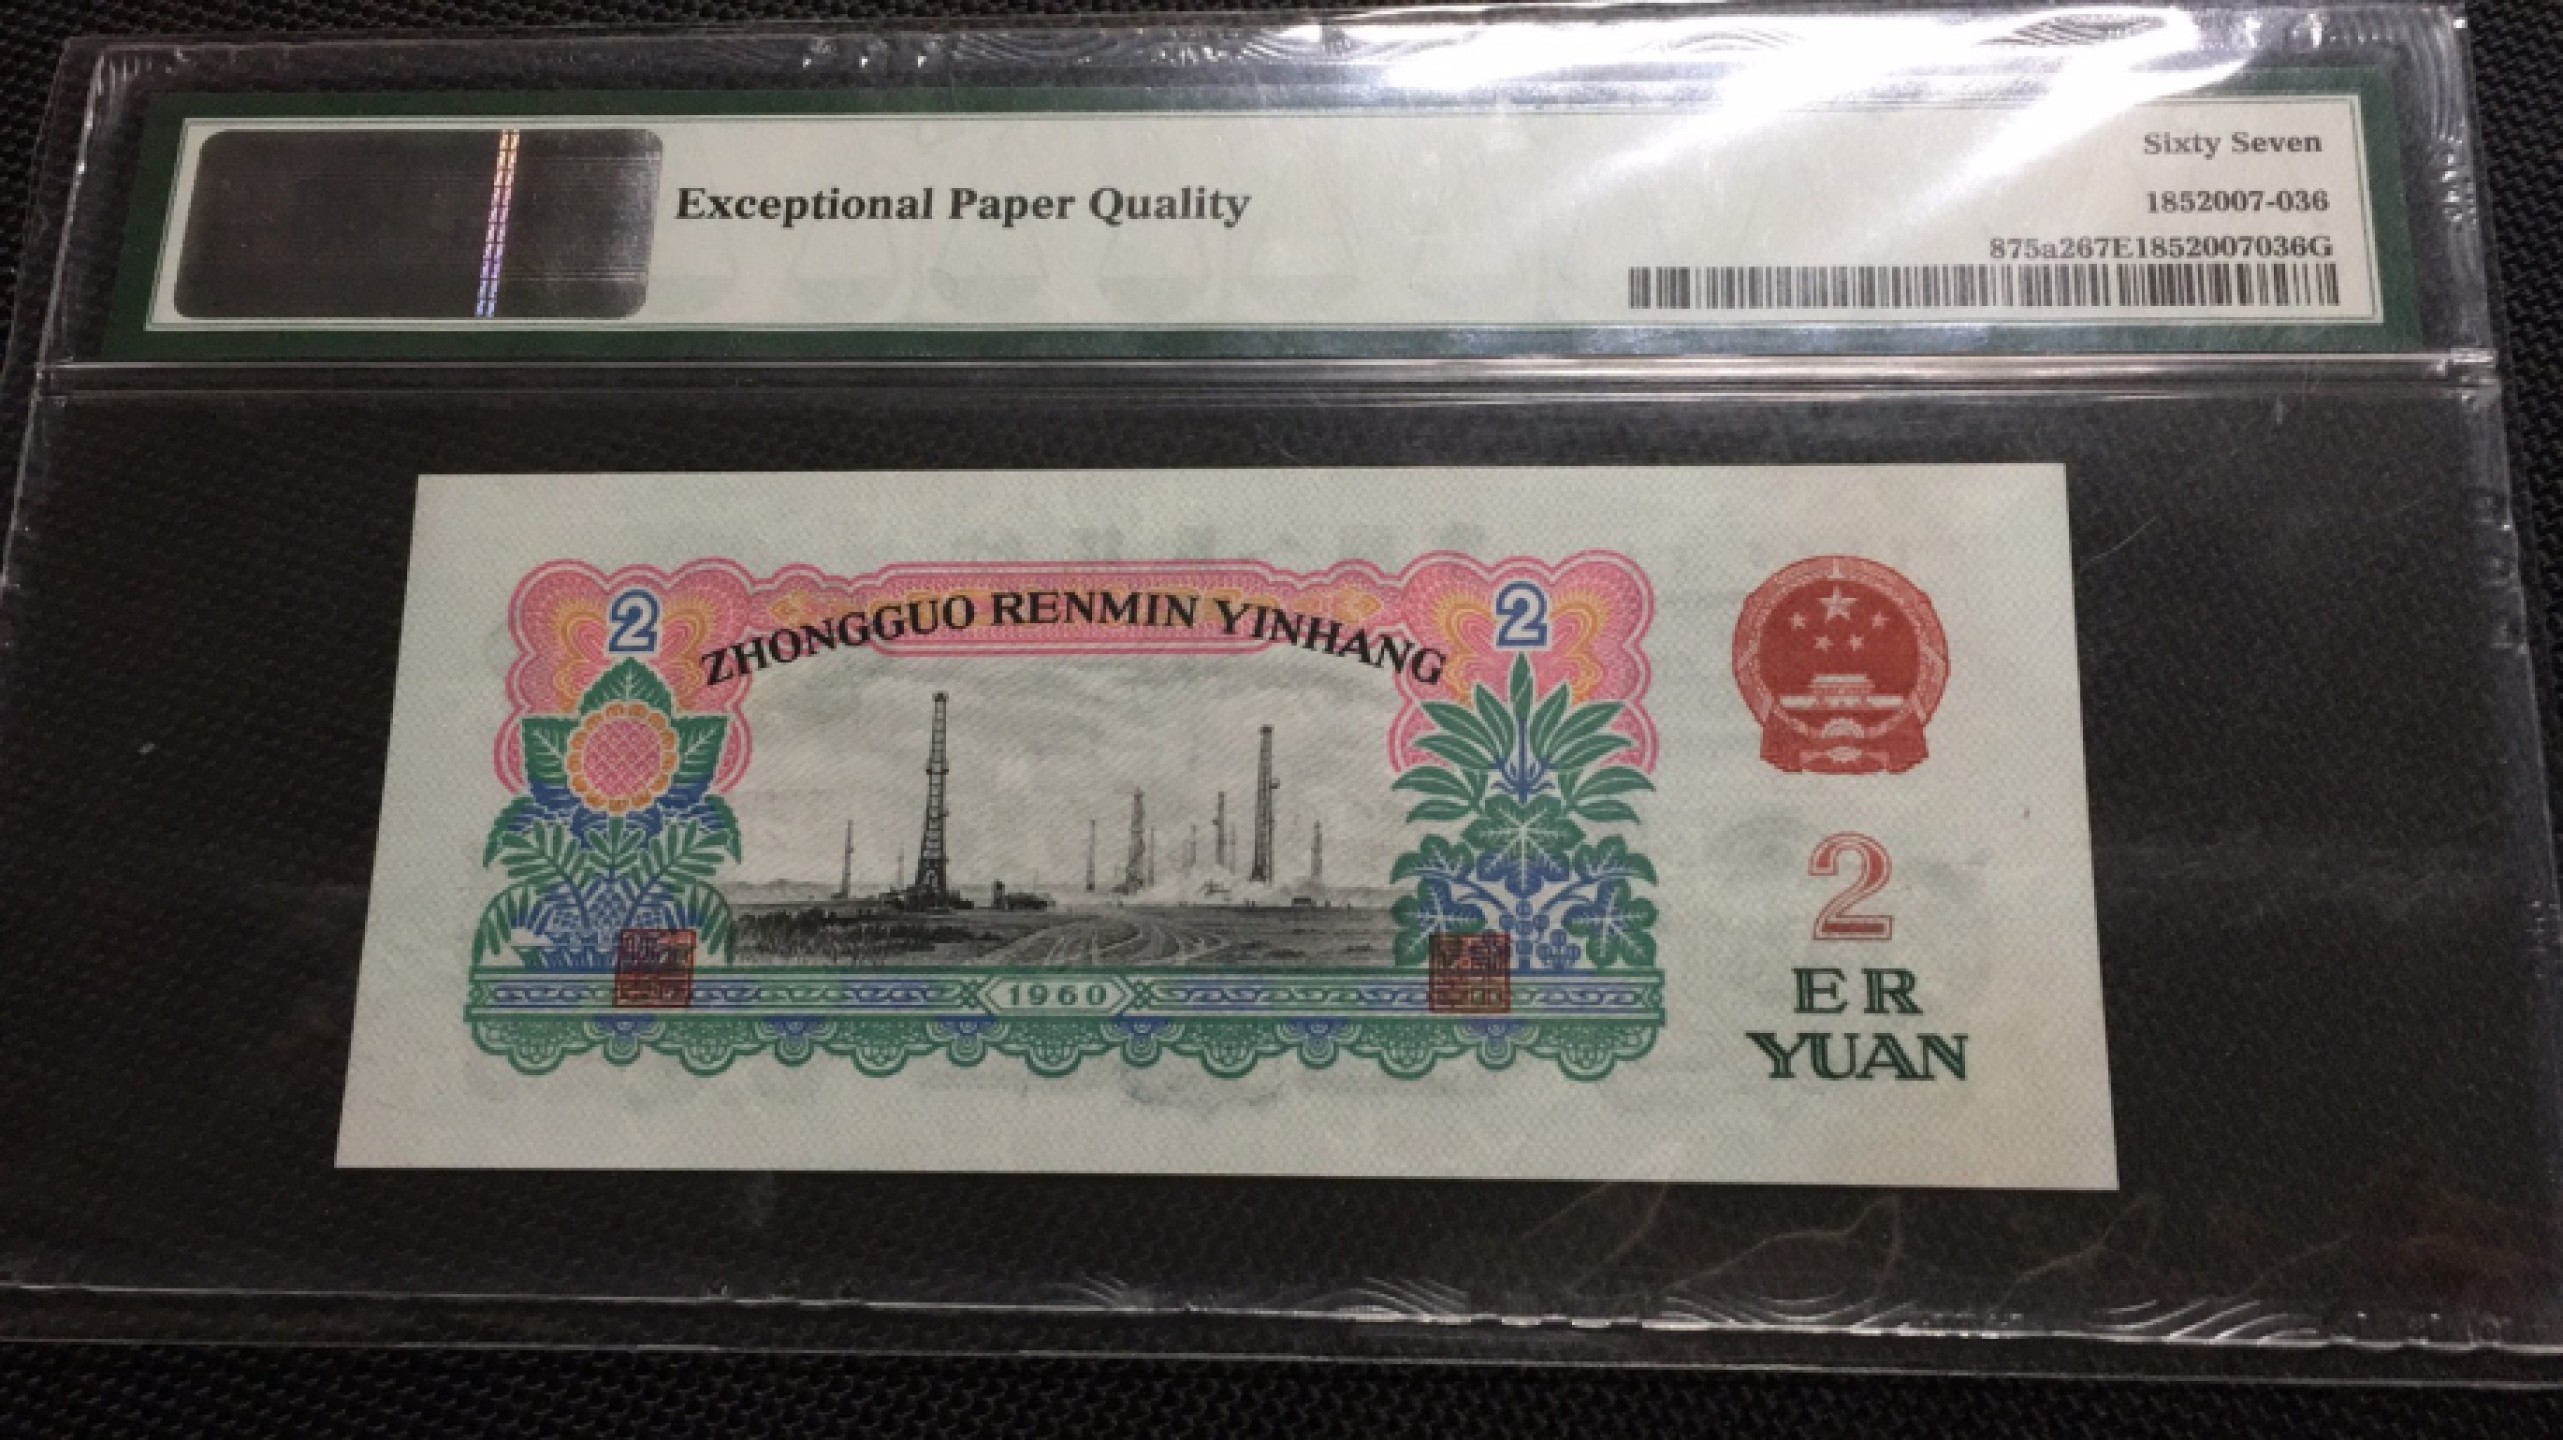 Exceptional Paper Quality
Sixty Seven
1852007-036
875a267E1852007036G
2
2
ZHONGGUO RENMIN YINHANG
2
ER
YUAN
1960